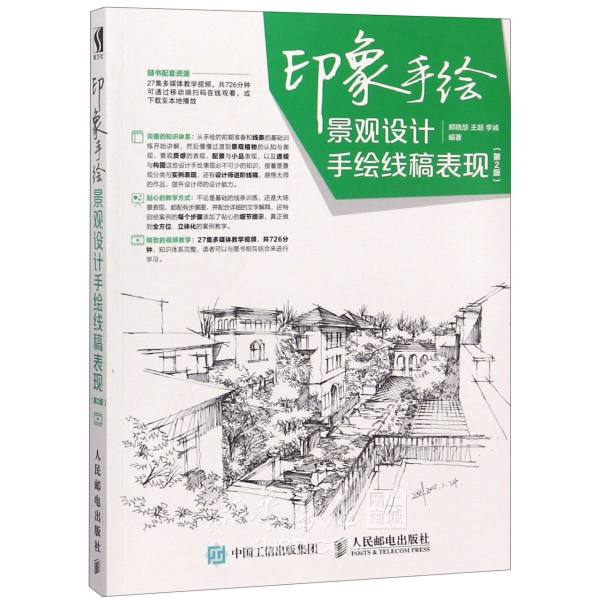 印象手绘
景观设计
手绘线稿表现
(第2版)
郑晓慧 王超 李诚
编著
随书配套资源
27集多媒体教学视频，共726分钟
可通过移动端扫码在线观看，或
下载至本地播放
完善的知识体系：从手绘的前期准备和线条的基础训
练开始讲解，然后慢慢过渡到景观植物的认知与表
现、景观质感的表现、配景与小品表现，以及透视
与构图这些设计手绘表现必不可少的知识，接着是景
观分类与实例表现，还有设计师进阶线稿，感悟大师
的作品，提升设计师的设计能力。
贴心的教学方式：不论是基础的线条训练，还是大场
景表现，都配有步骤图，并配合详细的文字解释，还特
别给案例的每个步骤添加了贴心的细节提示，真正做
到全方位、立体化的案例教学。
精致的视频教学：27集多媒体教学视频，共726分
钟，知识体系完整，读者可以与图书相互结合来进行
学习。
2015.1.24
网上
商城
中国工信出版集团
人民邮电出版社
POSTS & TELECOM PRESS
印象手绘
景观设计手绘线稿表现
(第2版)
人民邮电出版社